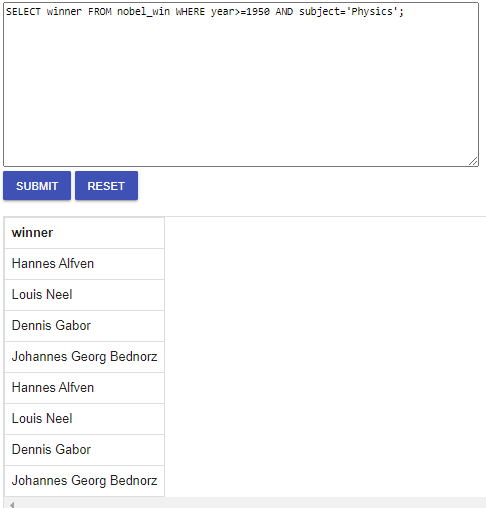 SELECT winner FROM nobel_win WHERE year>=1950 AND subject='Physics';
SUBMIT RESET
winner
Hannes Alfven
Louis Neel
Dennis Gabor
Johannes Georg Bednorz
Hannes Alfven
Louis Neel
Dennis Gabor
Johannes Georg Bednorz